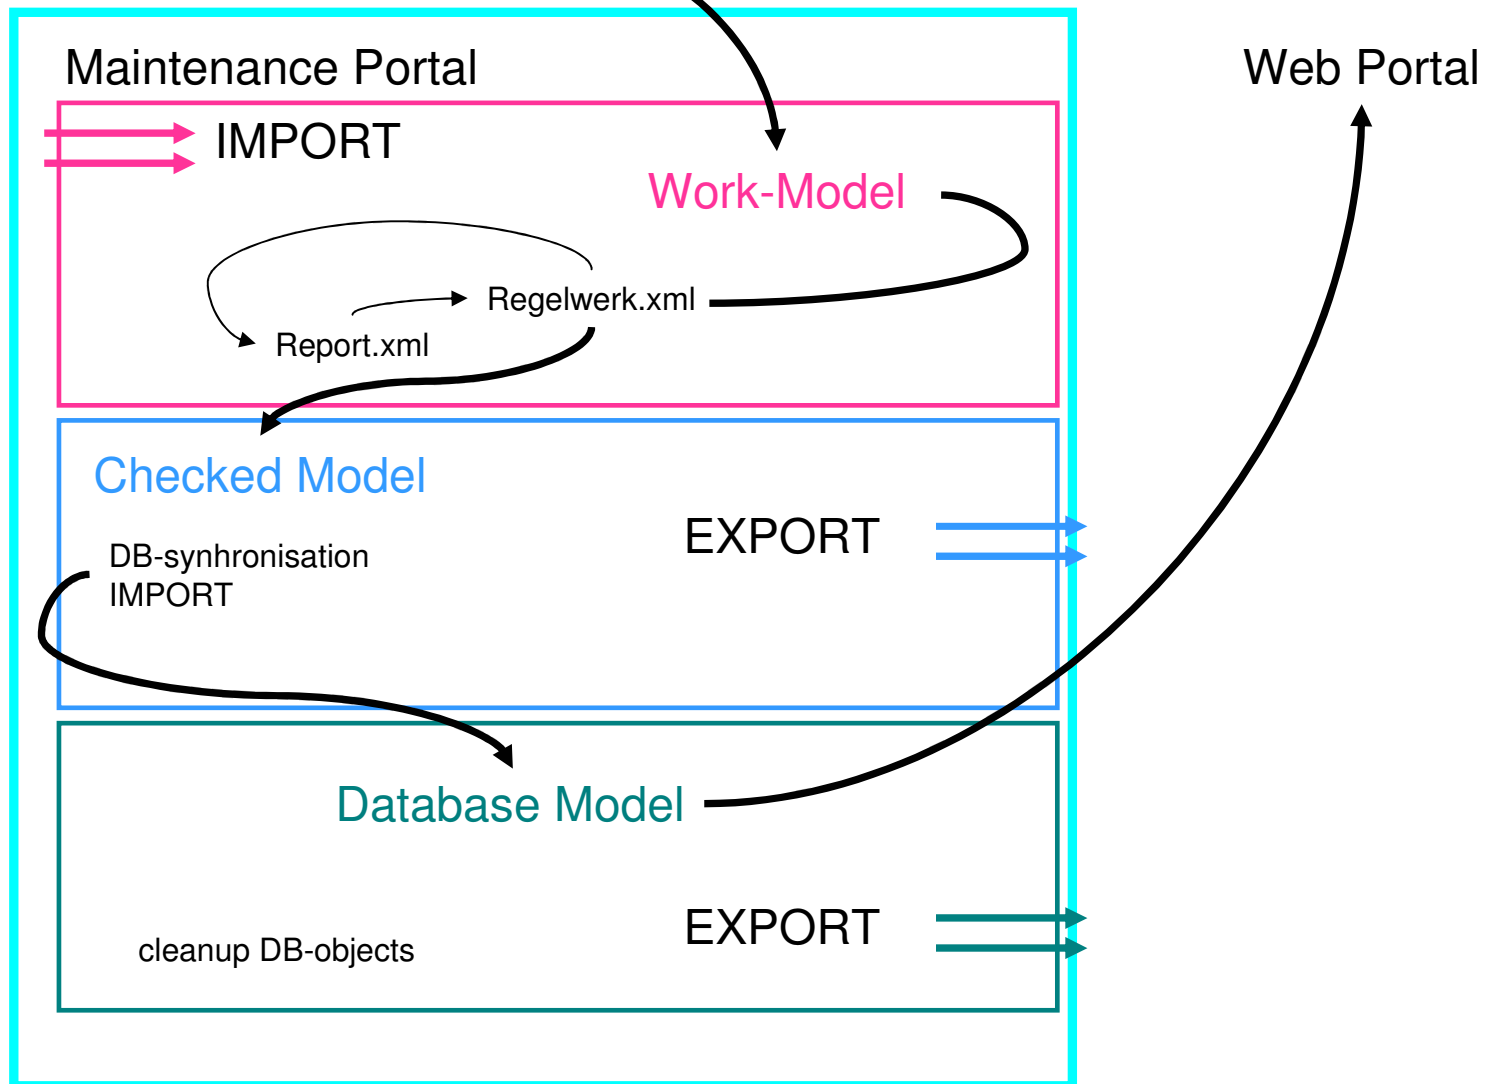 Maintenance Portal
Web Portal
IMPORT
Work-Model
Regelwerk.xml
Report.xml
Checked Model
EXPORT
DB-synhronisation
IMPORT
Database Model
EXPORT
cleanup DB-objects